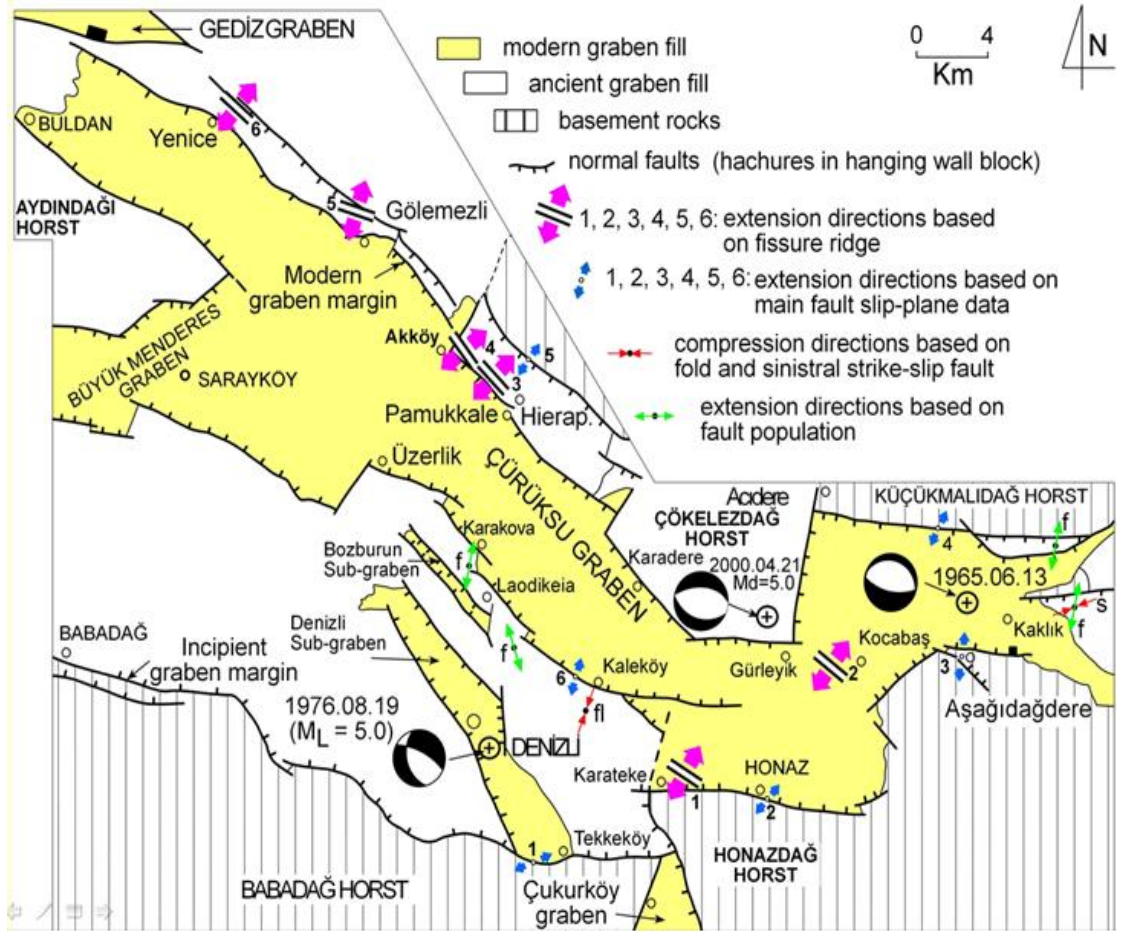 GEDİZ GRABEN
modern graben fill
ancient graben fill
basement rocks
normal faults (hachures in hanging wall block)
1, 2, 3, 4, 5, 6: extension directions based
on fissure ridge
1, 2, 3, 4, 5, 6: extension directions based on
main fault slip-plane data
compression directions based on
fold and sinistral strike-slip fault
extension directions based on
fault population
0 4
Km
N
BULDAN
Yenice
6
AYDINDAĞI
HORST
5
Gölemezli
Modern
graben margin
BÜYÜK MENDERES
GRABEN
SARAYKÖY
Akköy
4
5
3
Pamukkale
Hierap.
Üzerlik
ÇÜRÜKSU GRABEN
Karakova
f
Bozburun
Sub-graben
Laodikeia
Denizli
Sub-graben
f
BABADAĞ
Incipient
graben margin
1976.08.19
(ML = 5.0)
DENİZLİ
6
Kaleköy
fl
Karadere
Acıdere
ÇÖKELEZDAĞ
HORST
2000.04.21
Md=5.0
KÜÇÜKMALIDAĞ HORST
4
f
1965.06.13
Kaklık
s
f
Gürleyik
2
Kocabaş
3
Aşağıdağdere
Karateke
1
HONAZ
2
1
Tekkeköy
HONAZDAĞ
HORST
BABADAĞ HORST
Çukurköy
graben